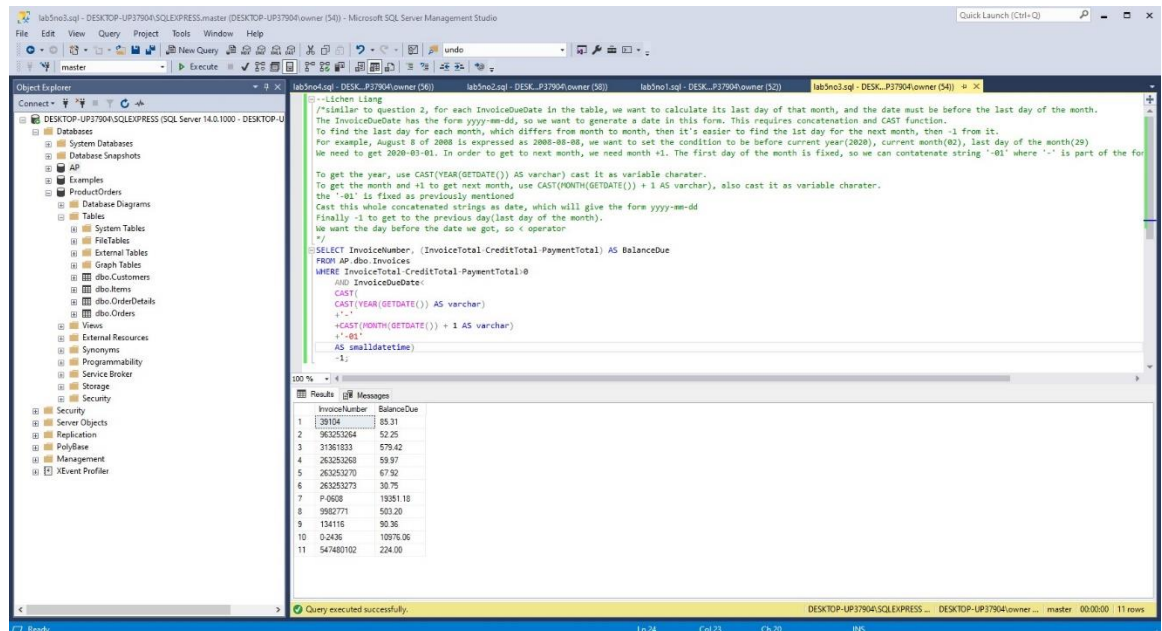 lab5no3.sql - DESKTOP-UP37904\SQLEXPRESS.master (DESKTOP-UP37904\owner (54)) - Microsoft SQL Server Management Studio
Quick Launch (Ctrl+Q)
File Edit View Query Project Tools Window Help
New Query
undo
master
Execute
Object Explorer
Connect
DESKTOP-UP37904\SQLEXPRESS (SQL Server 14.0.1000 - DESKTOP-U
Databases
System Databases
Database Snapshots
AP
Examples
ProductOrders
Database Diagrams
Tables
System Tables
FileTables
External Tables
Graph Tables
dbo.Customers
dbo.Items
dbo.OrderDetails
dbo.Orders
Views
External Resources
Synonyms
Programmability
Service Broker
Storage
Security
Security
Server Objects
Replication
PolyBase
Management
XEvent Profiler
lab5no4.sql - DESK...P37904\owner (56))
lab5no2.sql - DESK...P37904\owner (58))
lab5no1.sql - DESK...P37904\owner (52))
lab5no3.sql - DESK...P37904\owner (54))
--Lichen Liang
/*similar to question 2, for each InvoiceDueDate in the table, we want to calculate its last day of that month, and the date must be before the last day of the month.
The InvoiceDueDate has the form yyyy-mm-dd, so we want to generate a date in this form. This requires concatenation and CAST function.
To find the last day for each month, which differs from month to month, then it's easier to find the 1st day for the next month, then -1 from it.
For example, August 8 of 2008 is expressed as 2008-08-08, we want to set the condition to be before current year(2020), current month(02), last day of the month(29)
We need to get 2020-03-01. In order to get to next month, we need month +1. The first day of the month is fixed, so we can contatenate string '-01' where '-' is part of the for
To get the year, use CAST(YEAR(GETDATE()) AS varchar) cast it as variable charater.
To get the month and +1 to get next month, use CAST(MONTH(GETDATE()) + 1 AS varchar), also cast it as variable charater.
the '-01' is fixed as previously mentioned
Cast this whole concatenated strings as date, which will give the form yyyy-mm-dd
Finally -1 to get to the previous day(last day of the month).
We want the day before the date we got, so < operator
*/
SELECT InvoiceNumber, (InvoiceTotal-CreditTotal-PaymentTotal) AS BalanceDue
FROM AP.dbo.Invoices
WHERE InvoiceTotal-CreditTotal-PaymentTotal>0
AND InvoiceDueDate<
CAST(
CAST(YEAR(GETDATE()) AS varchar)
+'-'
+CAST(MONTH(GETDATE()) + 1 AS varchar)
+'-01'
AS smalldatetime)
-1;
100 %
Results Messages
InvoiceNumber BalanceDue
1 39104 85.31
2 963253264 52.25
3 31361833 579.42
4 263253268 59.97
5 263253270 67.92
6 263253273 30.75
7 P-0608 19351.18
8 9982771 503.20
9 134116 90.36
10 0-2436 10976.06
11 547480102 224.00
Query executed successfully.
DESKTOP-UP37904\SQLEXPRESS ... DESKTOP-UP37904\owner ... master 00:00:00 11 rows
Ready
Ln 24 Col 23 Ch 20 INS